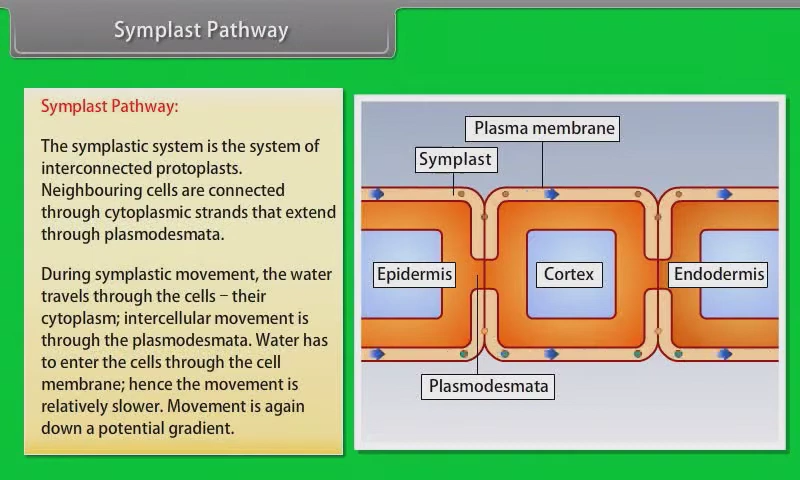 Symplast Pathway
Symplast Pathway:
The symplastic system is the system of
interconnected protoplasts.
Neighbouring cells are connected
through cytoplasmic strands that extend
through plasmodesmata.
During symplastic movement, the water
travels through the cells – their
cytoplasm; intercellular movement is
through the plasmodesmata. Water has
to enter the cells through the cell
membrane; hence the movement is
relatively slower. Movement is again
down a potential gradient.
Plasma membrane
Symplast
Epidermis
Cortex
Endodermis
Plasmodesmata